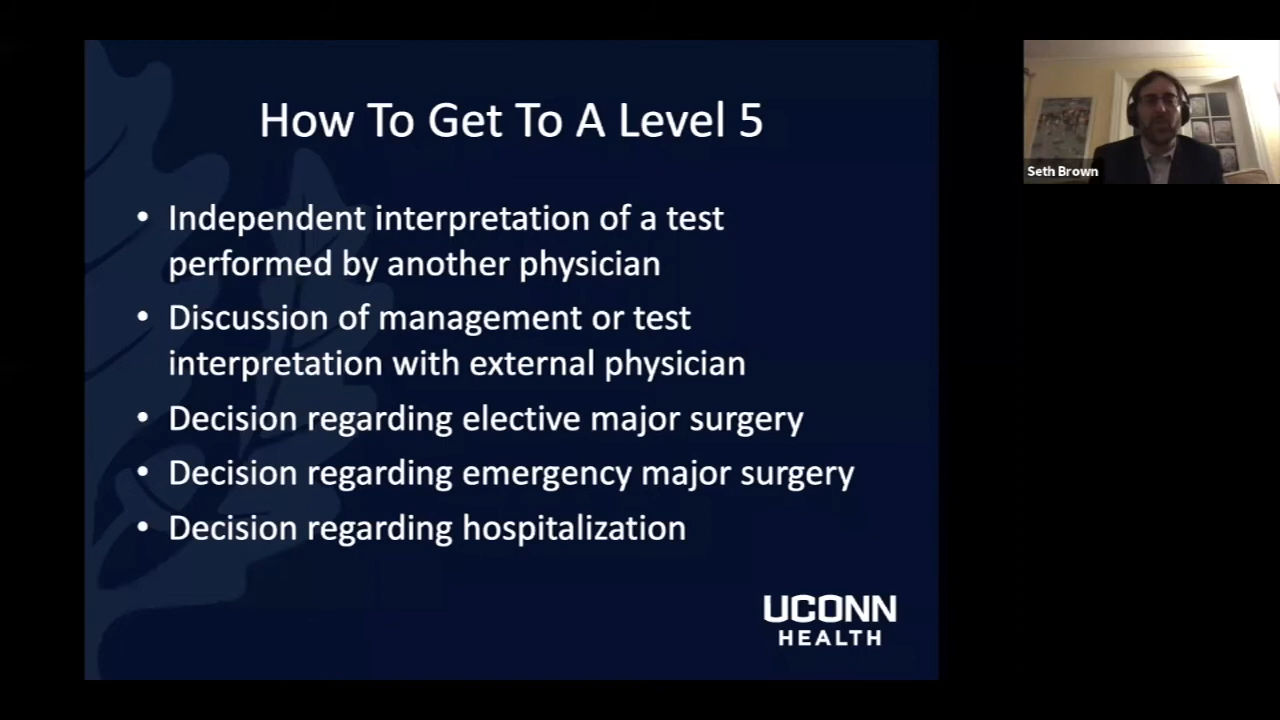 How To Get To A Level 5
• Independent interpretation of a test
performed by another physician
• Discussion of management or test
interpretation with external physician
• Decision regarding elective major surgery
• Decision regarding emergency major surgery
• Decision regarding hospitalization
UCONN
HEALTH
Seth Brown